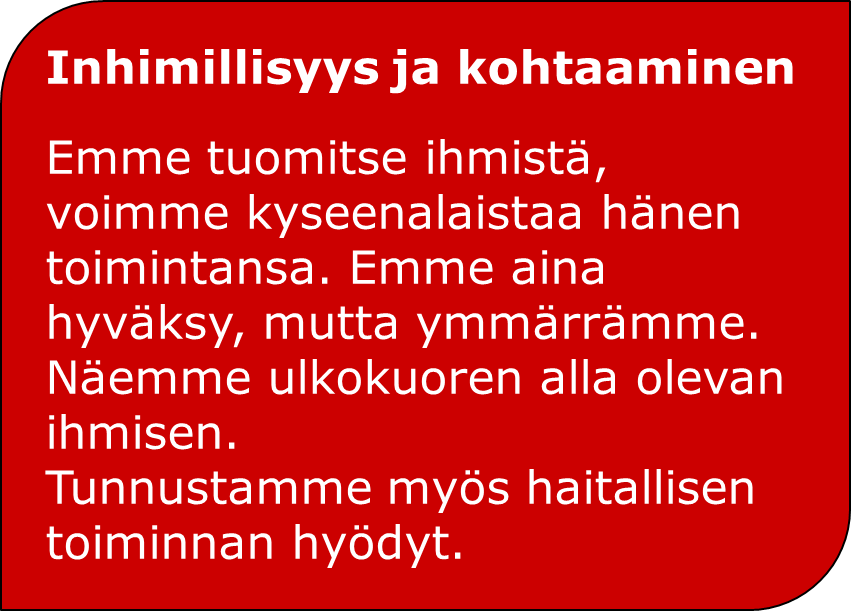 Inhimillisyys ja kohtaaminen
Emme tuomitse ihmistä,
voimme kyseenalaistaa hänen
toimintansa. Emme aina
hyväksy, mutta ymmärrämme.
Näemme ulkokuoren alla olevan
ihmisen.
Tunnustamme myös haitallisen
toiminnan hyödyt.